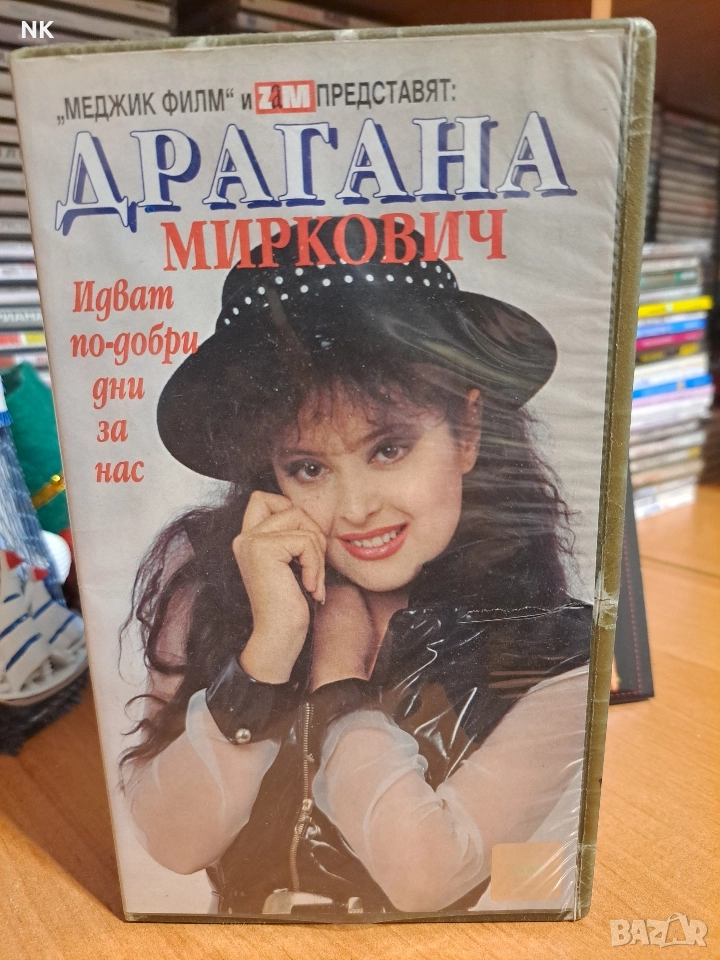 NK
„МЕДЖИК ФИЛМ“ и ZaM ПРЕДСТАВЯТ:
ДРАГАНА
МИРКОВИЧ
Идват
по-добри
дни
за
нас
BAZAR